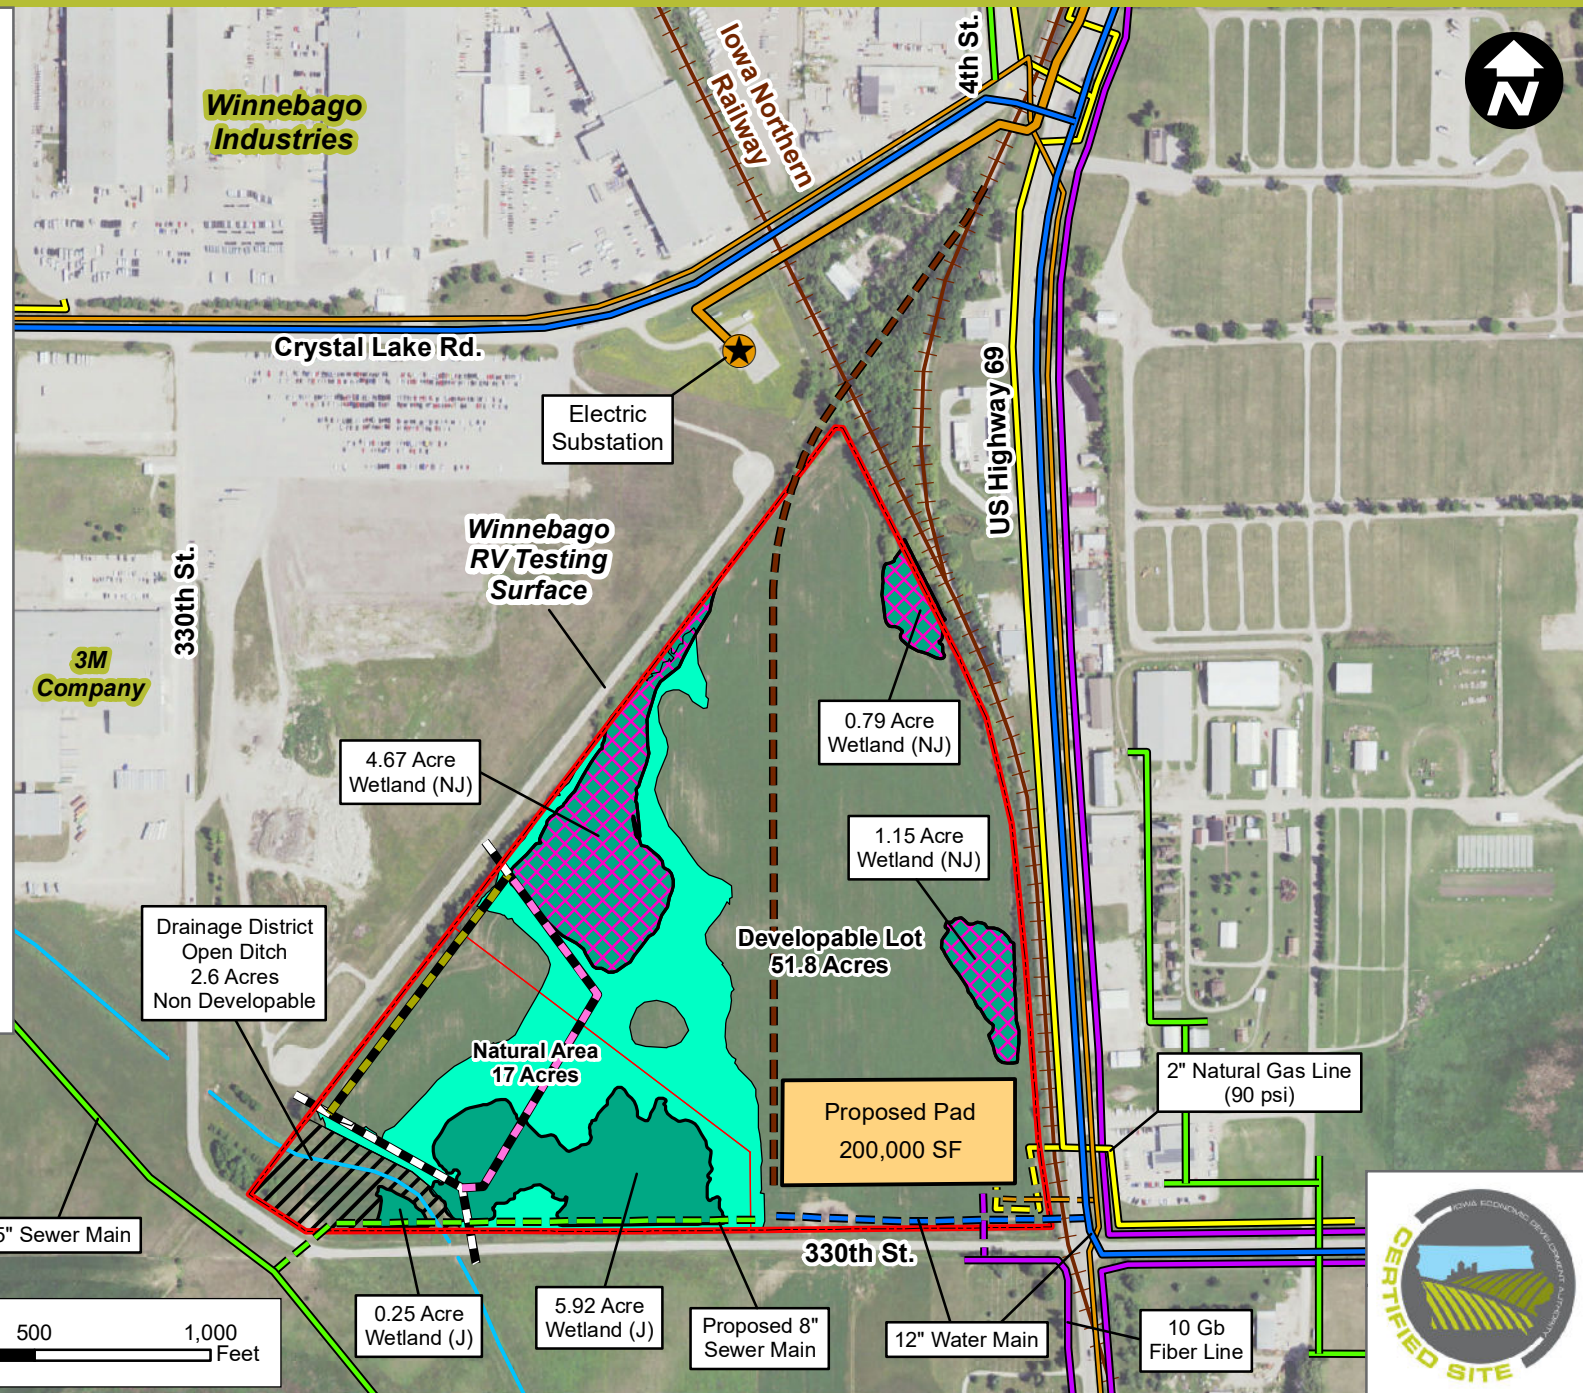 Winnebago
Industries
Iowa Northern
Railway
4th St.
N
Crystal Lake Rd.
Electric
Substation
US Highway 69
Winnebago
RV Testing
Surface
330th St.
3M
Company
0.79 Acre
Wetland (NJ)
4.67 Acre
Wetland (NJ)
1.15 Acre
Wetland (NJ)
Drainage District
Open Ditch
2.6 Acres
Non Developable
Developable Lot
51.8 Acres
Natural Area
17 Acres
2" Natural Gas Line
(90 psi)
Proposed Pad
200,000 SF
5" Sewer Main
330th St.
0.25 Acre
Wetland (J)
5.92 Acre
Wetland (J)
Proposed 8"
Sewer Main
12" Water Main
10 Gb
Fiber Line
500 1,000
Feet
IOWA ECONOMIC DEVELOPMENT AUTHORITY
CERTIFIED SITE